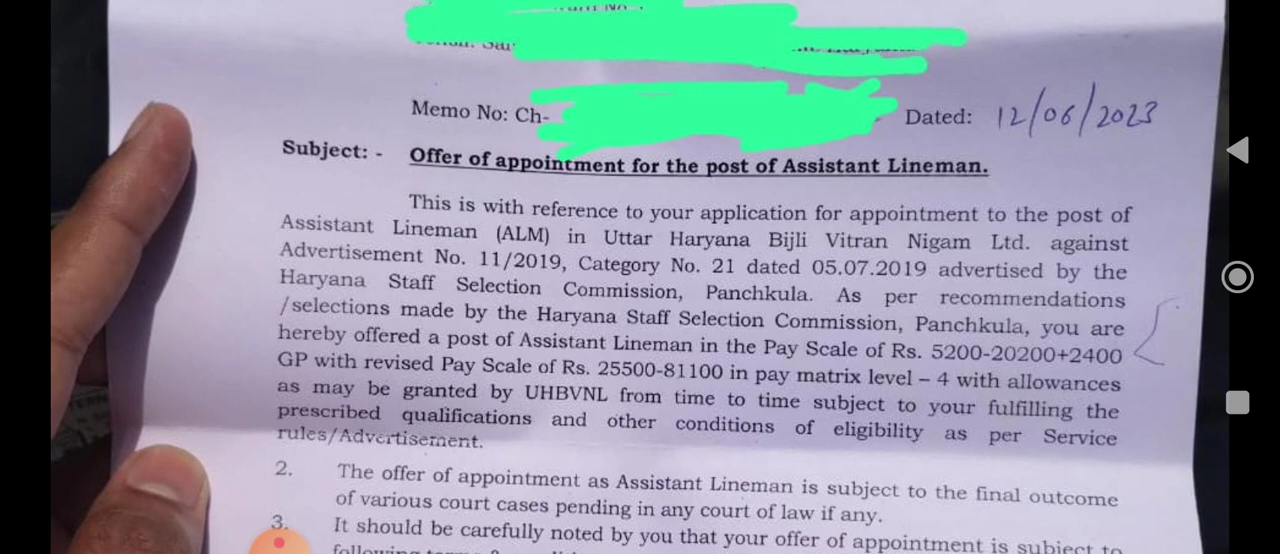 Memo No: Ch-
Dated: 12/06/2023
Subject: - Offer of appointment for the post of Assistant Lineman.
This is with reference to your application for appointment to the post of
Assistant Lineman (ALM) in Uttar Haryana Bijli Vitran Nigam Ltd. against
Advertisement No. 11/2019, Category No. 21 dated 05.07.2019 advertised by the
Haryana Staff Selection Commission, Panchkula. As per recommendations
/selections made by the Haryana Staff Selection Commission, Panchkula, you are
hereby offered a post of Assistant Lineman in the Pay Scale of Rs. 5200-20200+2400
GP with revised Pay Scale of Rs. 25500-81100 in pay matrix level – 4 with allowances
as may be granted by UHBVNL from time to time subject to your fulfilling the
prescribed qualifications and other conditions of eligibility as per Service
rules/Advertisement.
2. The offer of appointment as Assistant Lineman is subject to the final outcome
of various court cases pending in any court of law if any.
3. It should be carefully noted by you that your offer of appointment is subject to
following